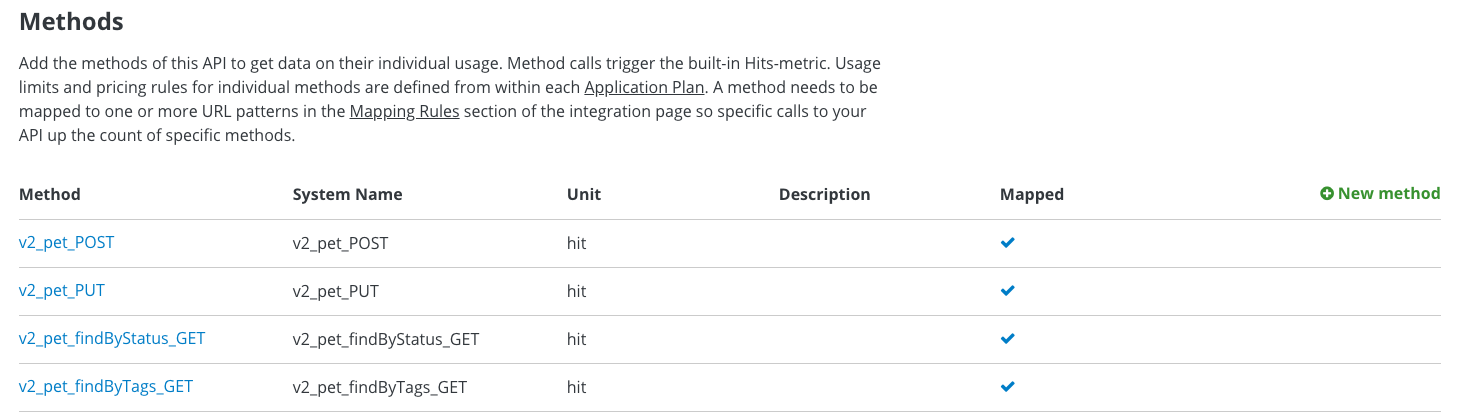 Methods
Add the methods of this API to get data on their individual usage. Method calls trigger the built-in Hits-metric. Usage
limits and pricing rules for individual methods are defined from within each Application Plan. A method needs to be
mapped to one or more URL patterns in the Mapping Rules section of the integration page so specific calls to your
API up the count of specific methods.
Method System Name Unit Description Mapped New method
v2_pet_POST v2_pet_POST hit
v2_pet_PUT v2_pet_PUT hit
v2_pet_findByStatus_GET v2_pet_findByStatus_GET hit
v2_pet_findByTags_GET v2_pet_findByTags_GET hit